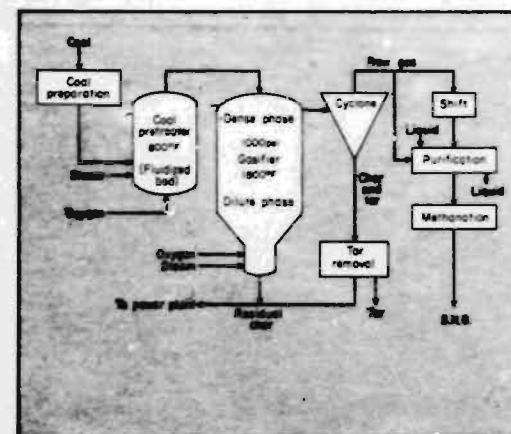 Coal
Coal
preparation
Coal
pretreater
800°F
(Fluidized
bed)
Steam
Oxygen
Dense phase
1000psi
Gasifier
1800°F
Dilute phase
Oxygen
Steam
To power plant
Residual
char
Cyclone
Raw gas
Char
and
tar
Tar
removal
Tar
Shift
Liquid
Purification
Liquid
Methanation
S.N.G.